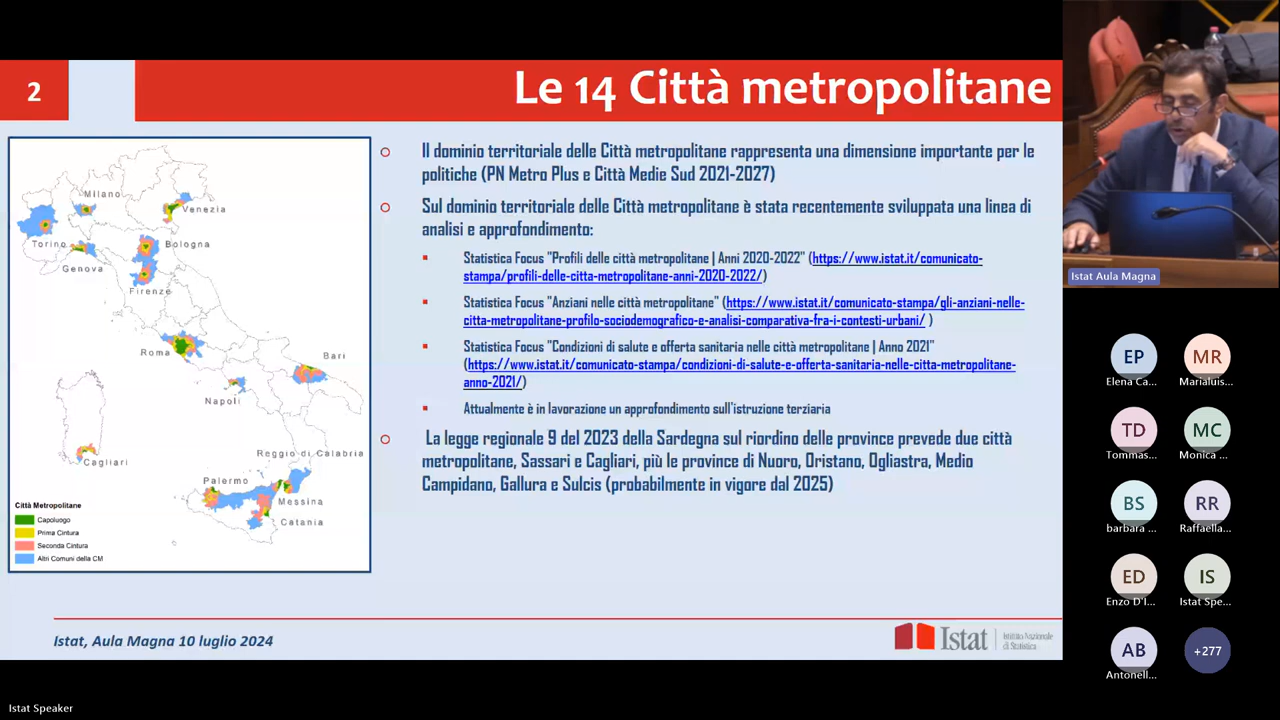 2
Le 14 Città metropolitane
Milano
Venezia
Torino
Bologna
Genova
Firenze
Roma
Bari
Napoli
Cagliari
Reggio di Calabria
Palermo
Messina
Catania
Città Metropolitane
Capoluogo
Prima Cintura
Seconda Cintura
Altri Comuni della CM
Il dominio territoriale delle Città metropolitane rappresenta una dimensione importante per le
politiche (PN Metro Plus e Città Medie Sud 2021-2027)
Sul dominio territoriale delle Città metropolitane è stata recentemente sviluppata una linea di
analisi e approfondimento:
Statistica Focus "Profili delle città metropolitane | Anni 2020-2022" (https://www.istat.it/comunicato-
stampa/profili-delle-citta-metropolitane-anni-2020-2022/)
Statistica Focus "Anziani nelle città metropolitane" (https://www.istat.it/comunicato-stampa/gli-anziani-nelle-
citta-metropolitane-profilo-sociodemografico-e-analisi-comparativa-fra-i-contesti-urbani/ )
Statistica Focus "Condizioni di salute e offerta sanitaria nelle città metropolitane | Anno 2021"
(https://www.istat.it/comunicato-stampa/condizioni-di-salute-e-offerta-sanitaria-nelle-citta-metropolitane-
anno-2021/)
Attualmente è in lavorazione un approfondimento sull'istruzione terziaria
La legge regionale 9 del 2023 della Sardegna sul riordino delle province prevede due città
metropolitane, Sassari e Cagliari, più le province di Nuoro, Oristano, Ogliastra, Medio
Campidano, Gallura e Sulcis (probabilmente in vigore dal 2025)
Istat, Aula Magna 10 luglio 2024
Istat
Istituto Nazionale
di Statistica
Istat Speaker
Istat Aula Magna
EP
Elena Ca...
MR
Marialuis...
TD
Tommas...
MC
Monica ...
BS
barbara ...
RR
Raffaella...
ED
Enzo D'I...
IS
Istat Spe...
AB
Antonell...
+277